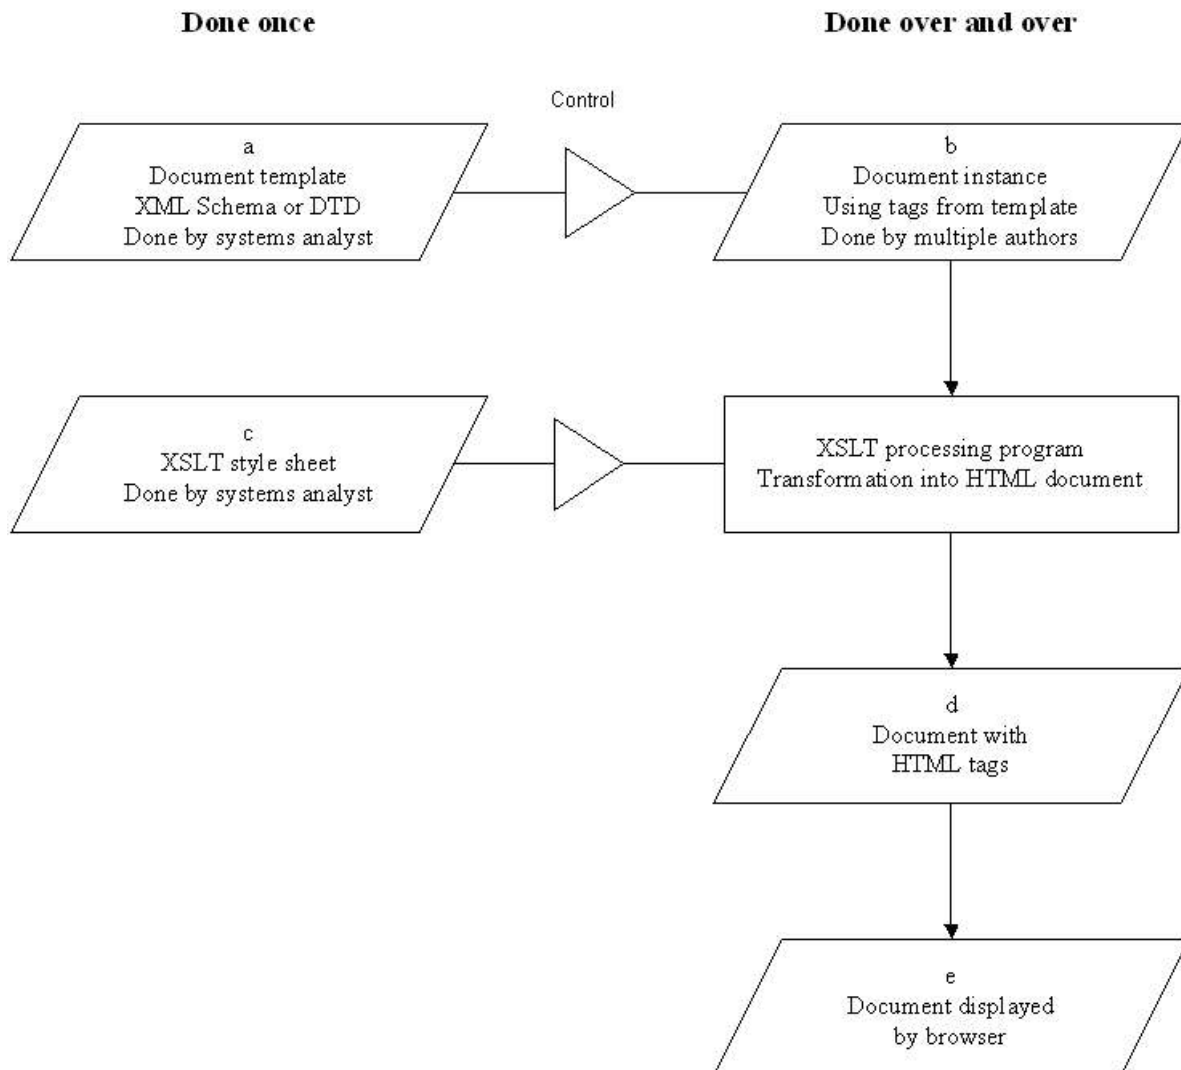 Done once
Done over and over
Control
a
Document template
XML Schema or DTD
Done by systems analyst
b
Document instance
Using tags from template
Done by multiple authors
c
XSLT style sheet
Done by systems analyst
XSLT processing program
Transformation into HTML document
d
Document with
HTML tags
e
Document displayed
by browser